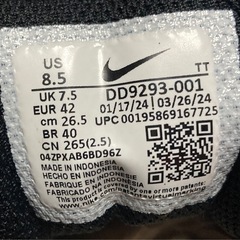 US
8.5
TT
UK 7.5
DD9293-001
EUR 42
01/17/24 03/26/24
cm 26.5
UPC 00195869167725
BR 40
CN 265(2.5)
04ZPXAB6BD96Z
MADE IN INDONESIA
FABRIQUE EN INDONESIE
HECHO EN INDONESIA
FABRICADO NA INDONESIA